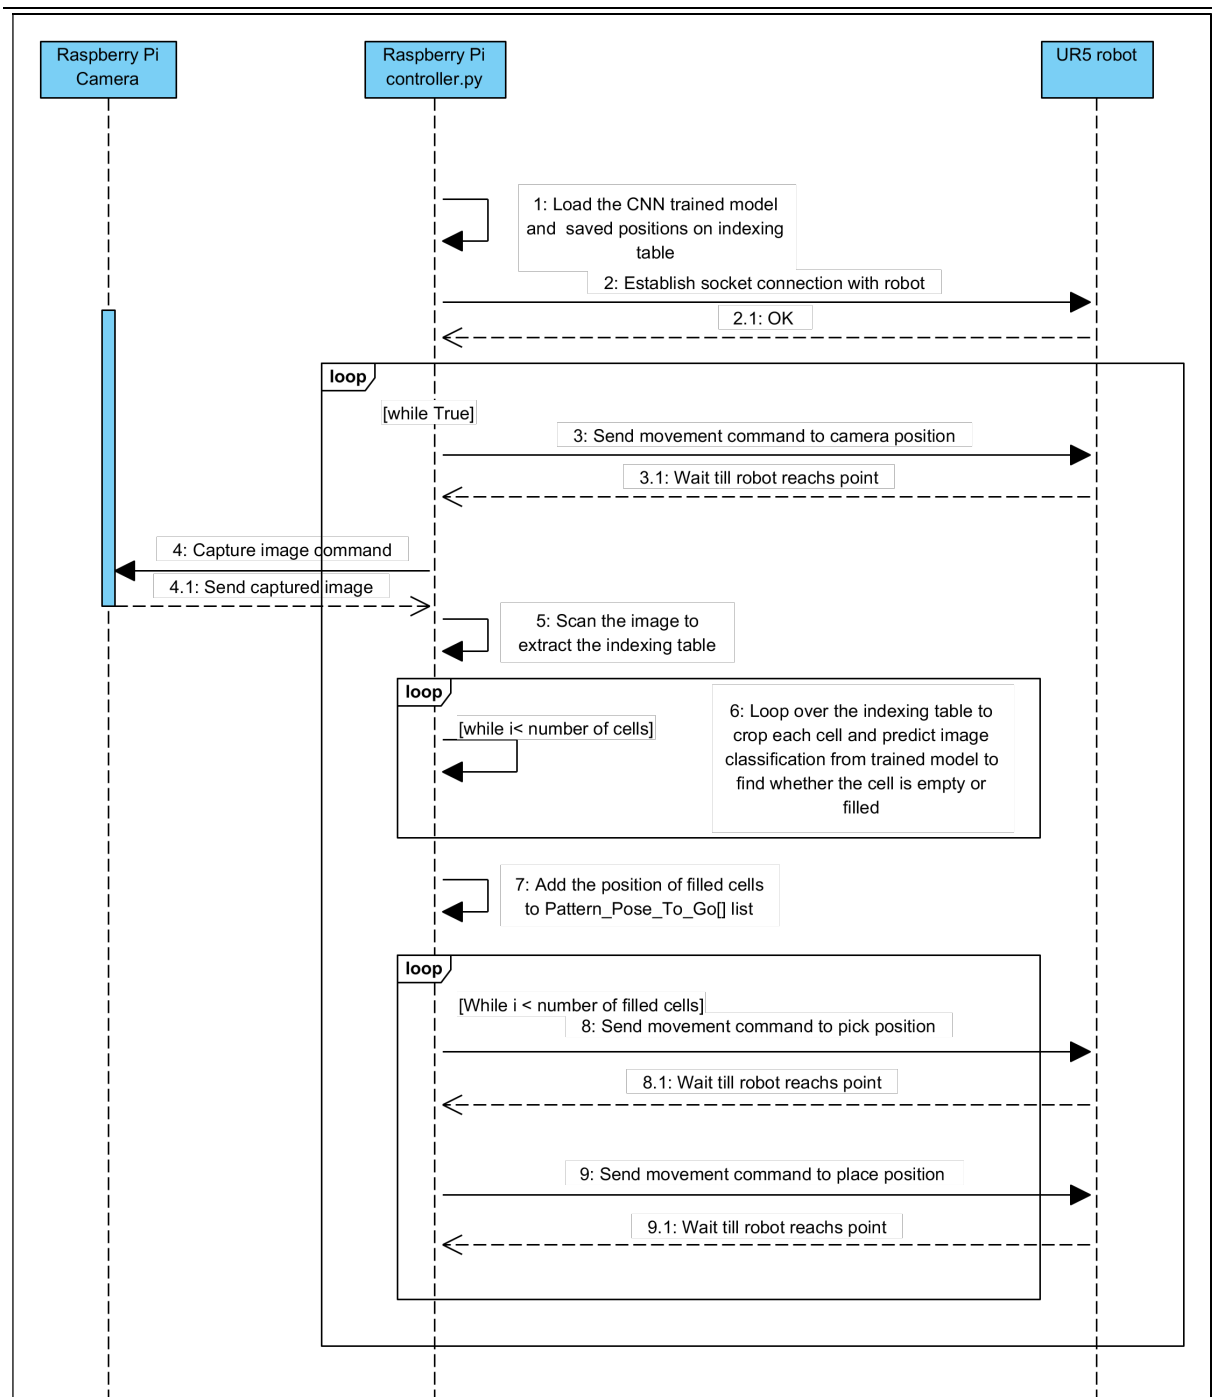 Raspberry Pi
Camera
Raspberry Pi
controller.py
UR5 robot
1: Load the CNN trained model
and saved positions on indexing
table
2: Establish socket connection with robot
2.1: OK
loop
[while True]
3: Send movement command to camera position
3.1: Wait till robot reachs point
4: Capture image command
4.1: Send captured image
5: Scan the image to
extract the indexing table
loop
[while i< number of cells]
6: Loop over the indexing table to
crop each cell and predict image
classification from trained model to
find whether the cell is empty or
filled
7: Add the position of filled cells
to Pattern_Pose_To_Go[] list
loop
[While i < number of filled cells]
8: Send movement command to pick position
8.1: Wait till robot reachs point
9: Send movement command to place position
9.1: Wait till robot reachs point